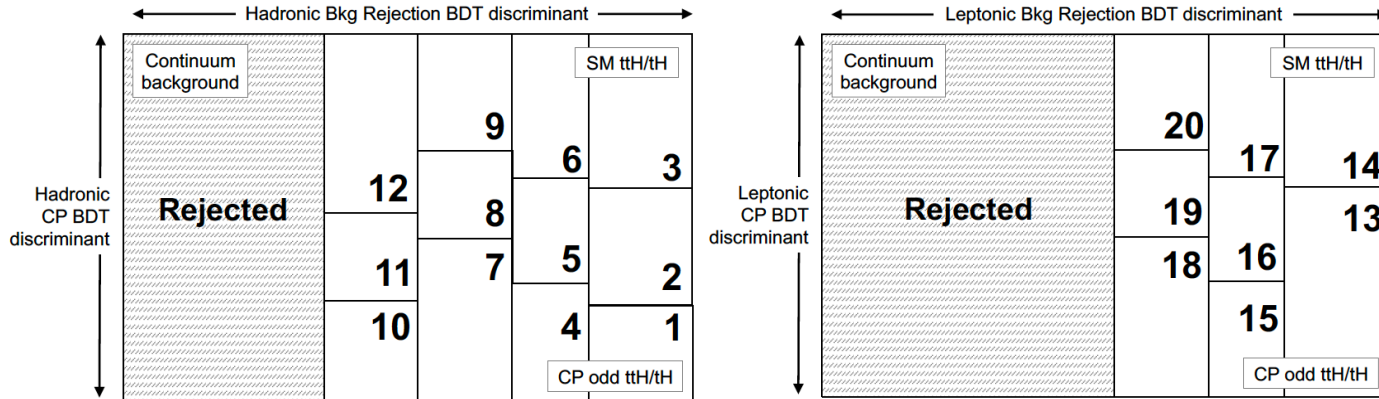 Hadronic Bkg Rejection BDT discriminant
Continuum
background
SM ttH/tH
Hadronic
CP BDT
discriminant
Rejected
9
6
3
12
8
5
2
11
7
10
4
1
CP odd ttH/tH
Leptonic Bkg Rejection BDT discriminant
Continuum
background
SM ttH/tH
Leptonic
CP BDT
discriminant
Rejected
20
17
14
19
13
18
16
15
CP odd ttH/tH